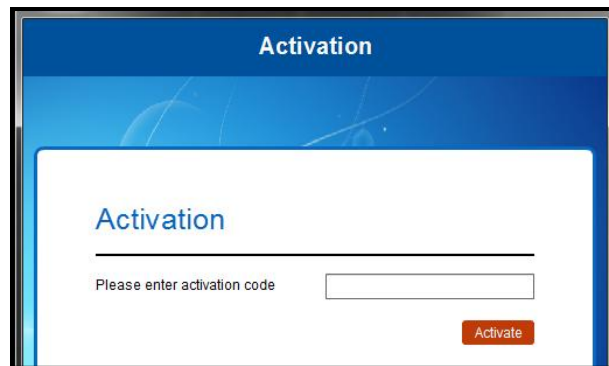 Activation
Activation
Please enter activation code
Activate